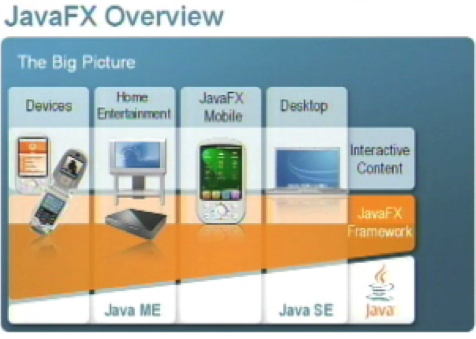 JavaFX Overview
The Big Picture
Devices
Home
Entertainment
JavaFX
Mobile
Desktop
Interactive
Content
JavaFX
Framework
Java ME
Java SE
Java